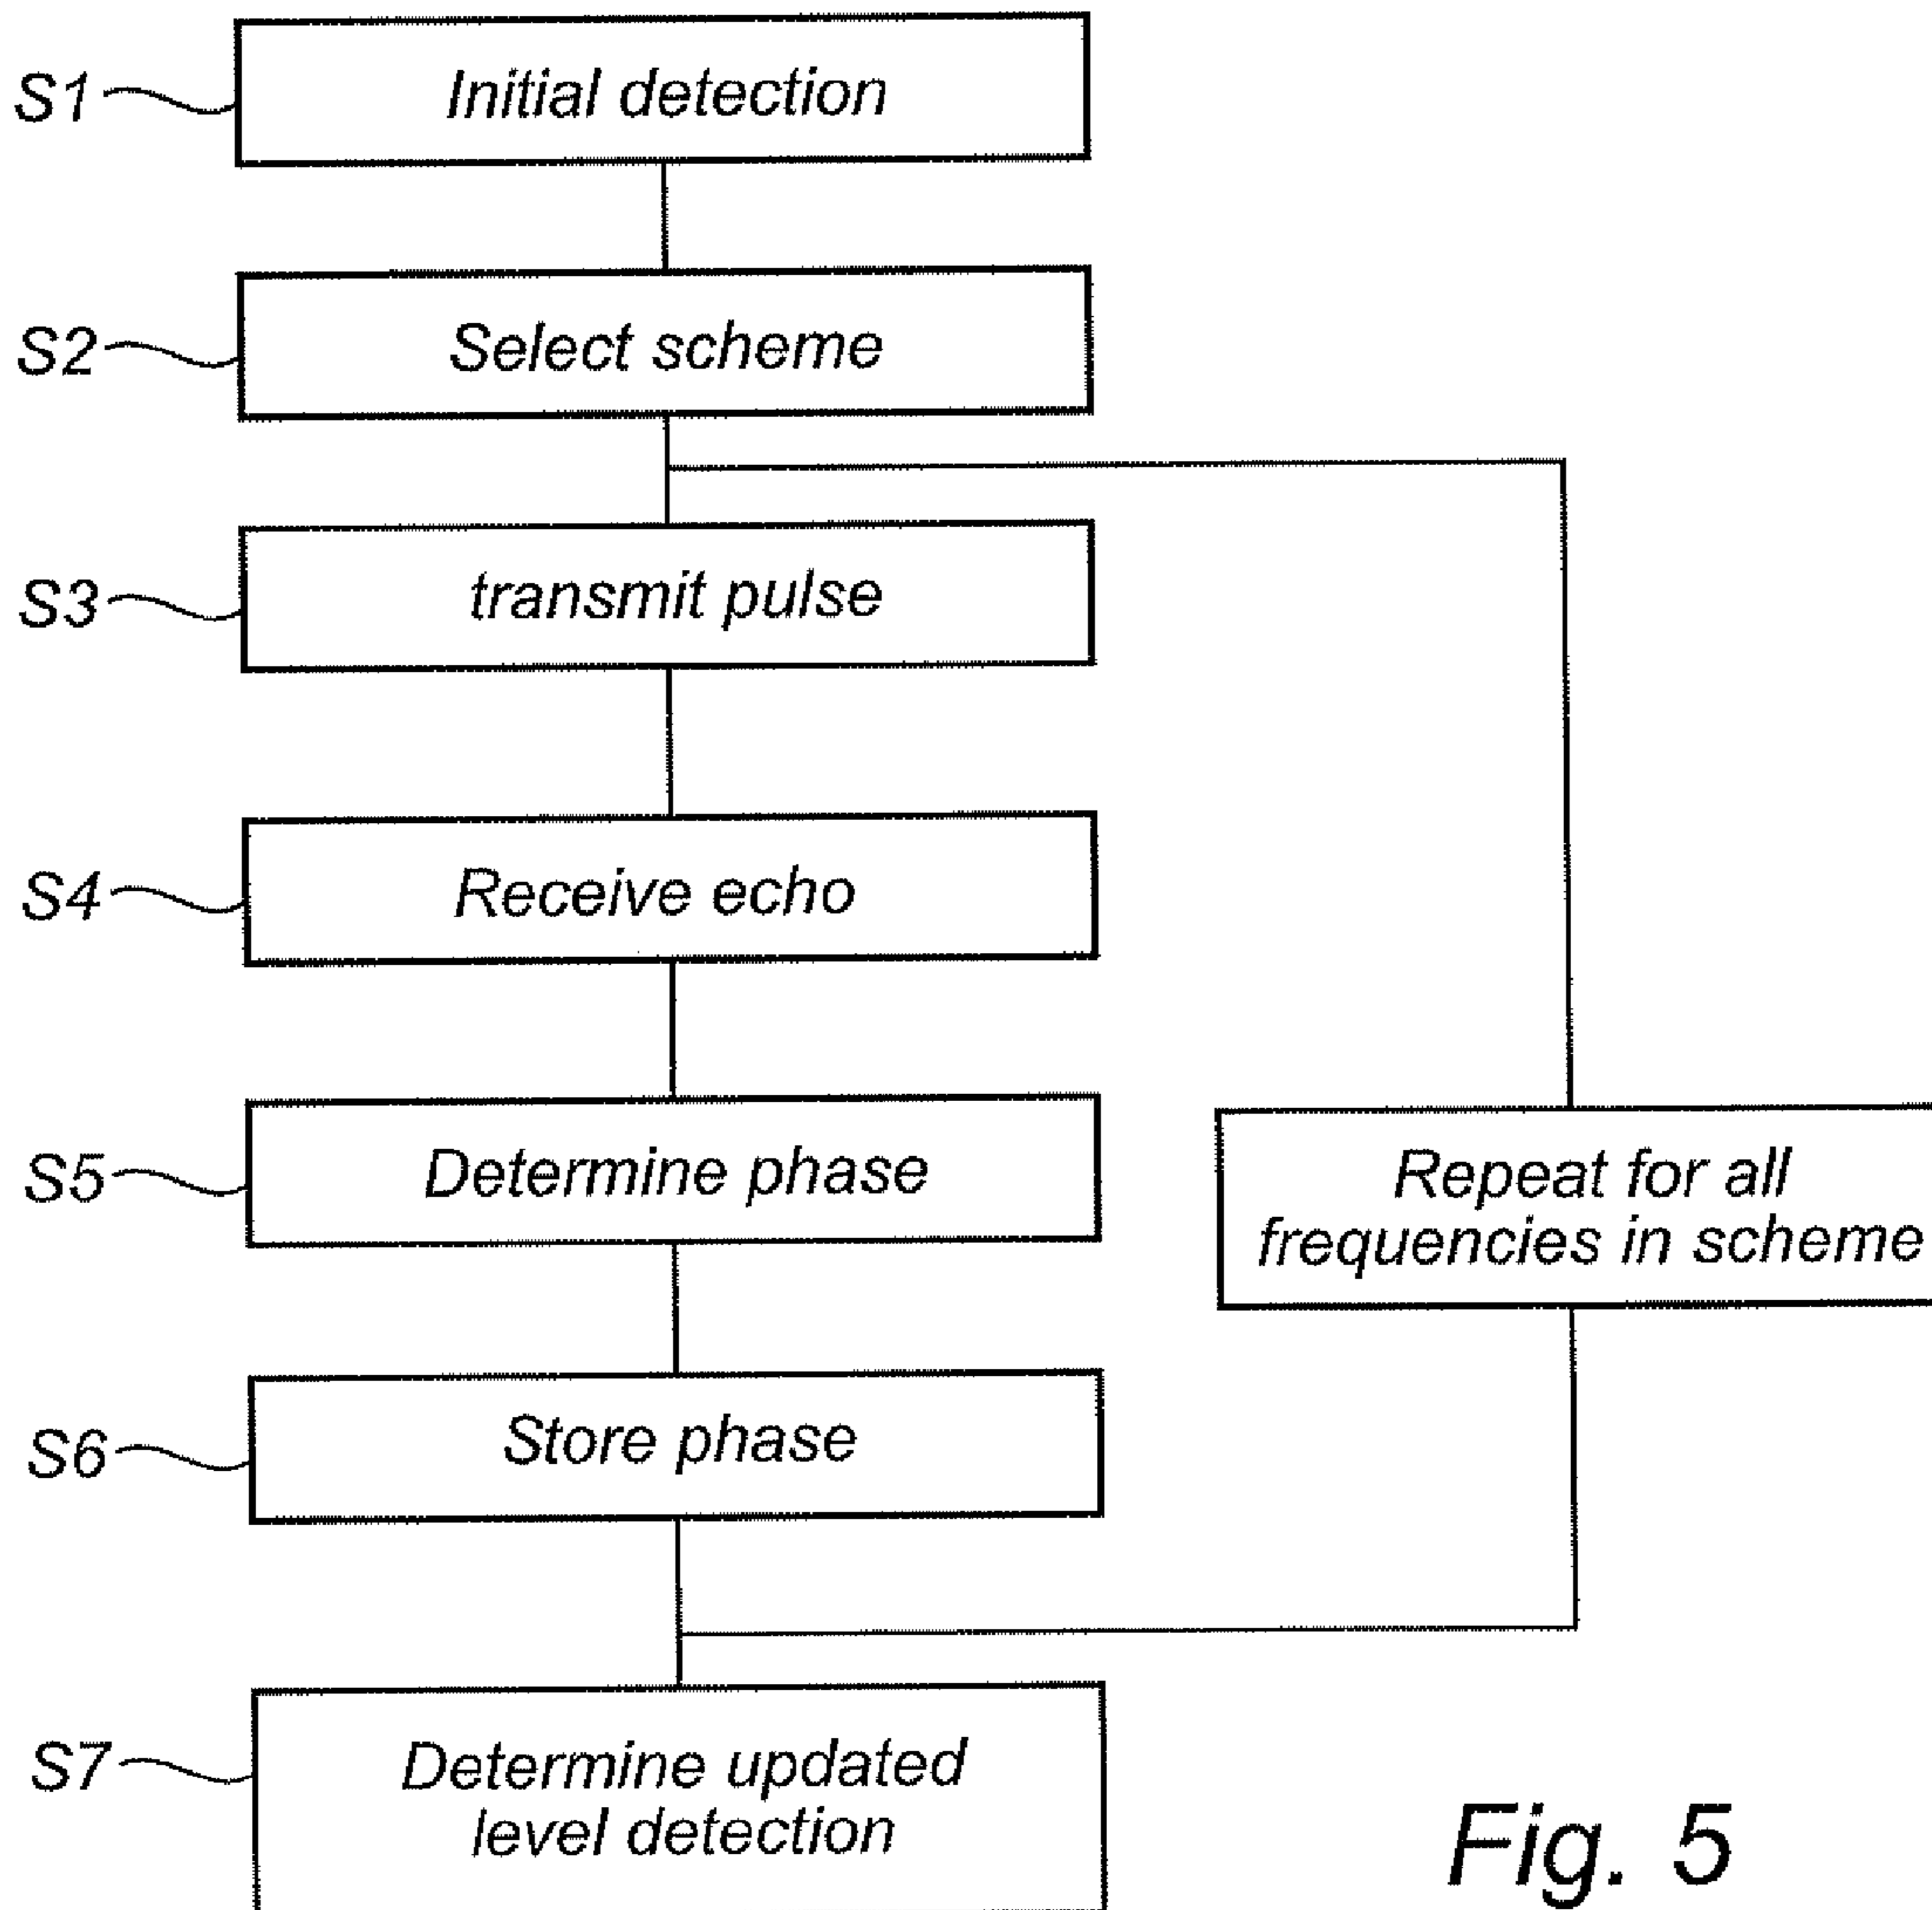 S1 Initial detection
S2 Select scheme
S3 transmit pulse
S4 Receive echo
S5 Determine phase
Repeat for all
frequencies in scheme
S6 Store phase
S7 Determine updated
level detection
Fig. 5